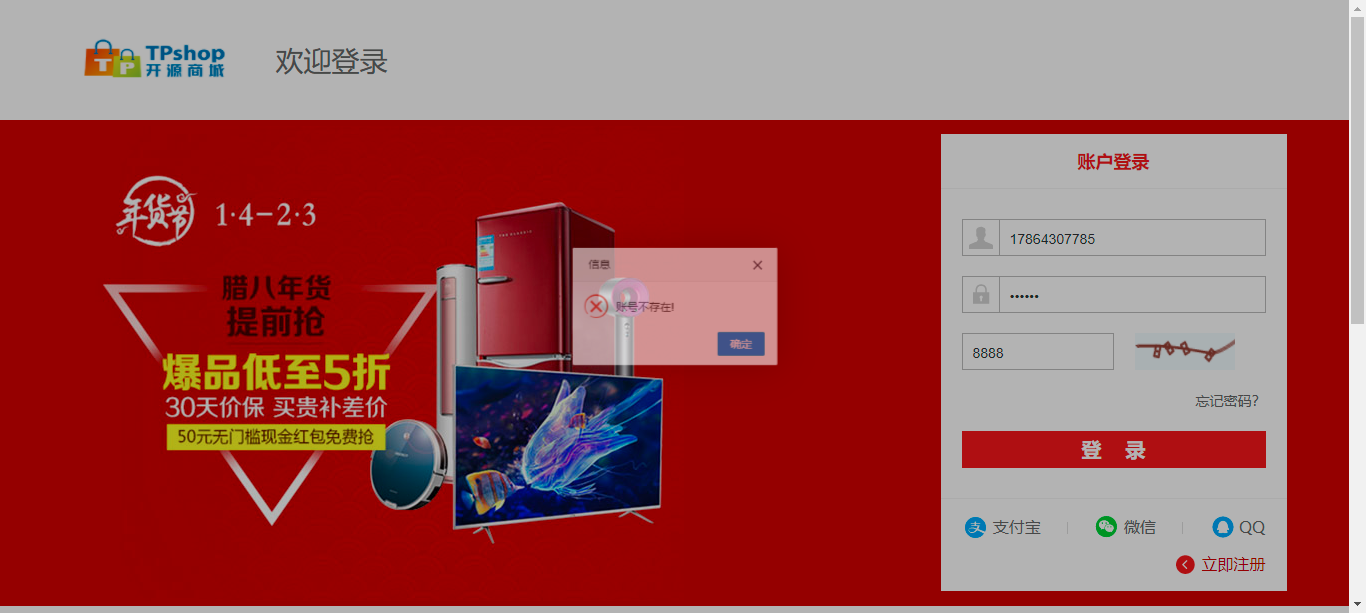 TPshop
开源商城
欢迎登录
年货节
1·4-2·3
腊八年货
提前抢
爆品低至5折
30天价保 买贵补差价
50元无门槛现金红包免费抢
信息
账号不存在!
确定
账户登录
17864307785
••••••
8888
忘记密码?
登 录
支付宝
微信
QQ
立即注册